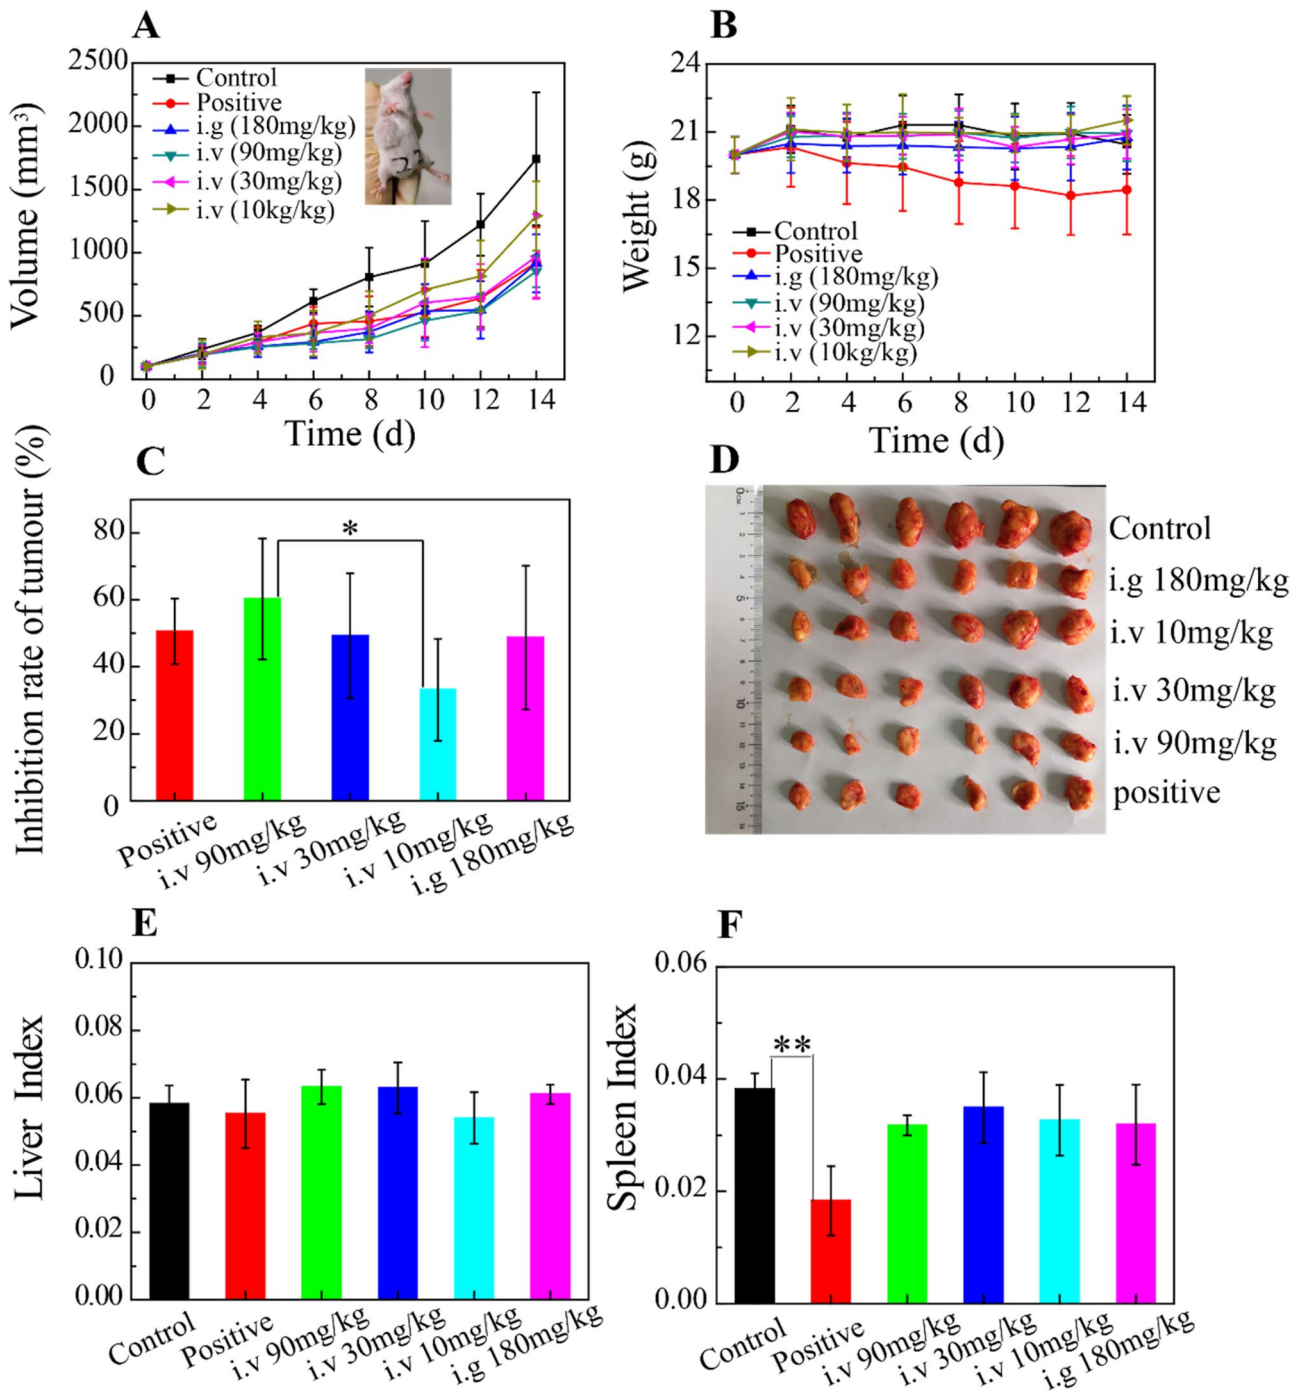 A
Volume (mm³)
2500
2000
1500
1000
500
0
Control
Positive
i.g (180mg/kg)
i.v (90mg/kg)
i.v (30mg/kg)
i.v (10kg/kg)
0 2 4 6 8 10 12 14
Time (d)
B
Weight (g)
24
21
18
15
12
Control
Positive
i.g (180mg/kg)
i.v (90mg/kg)
i.v (30mg/kg)
i.v (10kg/kg)
0 2 4 6 8 10 12 14
Time (d)
C
Inhibition rate of tumour (%)
80
60
40
20
0
*
Positive
i.v 90mg/kg
i.v 30mg/kg
i.v 10mg/kg
i.g 180mg/kg
D
Control
i.g 180mg/kg
i.v 10mg/kg
i.v 30mg/kg
i.v 90mg/kg
positive
E
Liver Index
0.10
0.08
0.06
0.04
0.02
0.00
Control
Positive
i.v 90mg/kg
i.v 30mg/kg
i.v 10mg/kg
i.g 180mg/kg
F
Spleen Index
0.06
0.04
0.02
0.00
**
Control
Positive
i.v 90mg/kg
i.v 30mg/kg
i.v 10mg/kg
i.g 180mg/kg